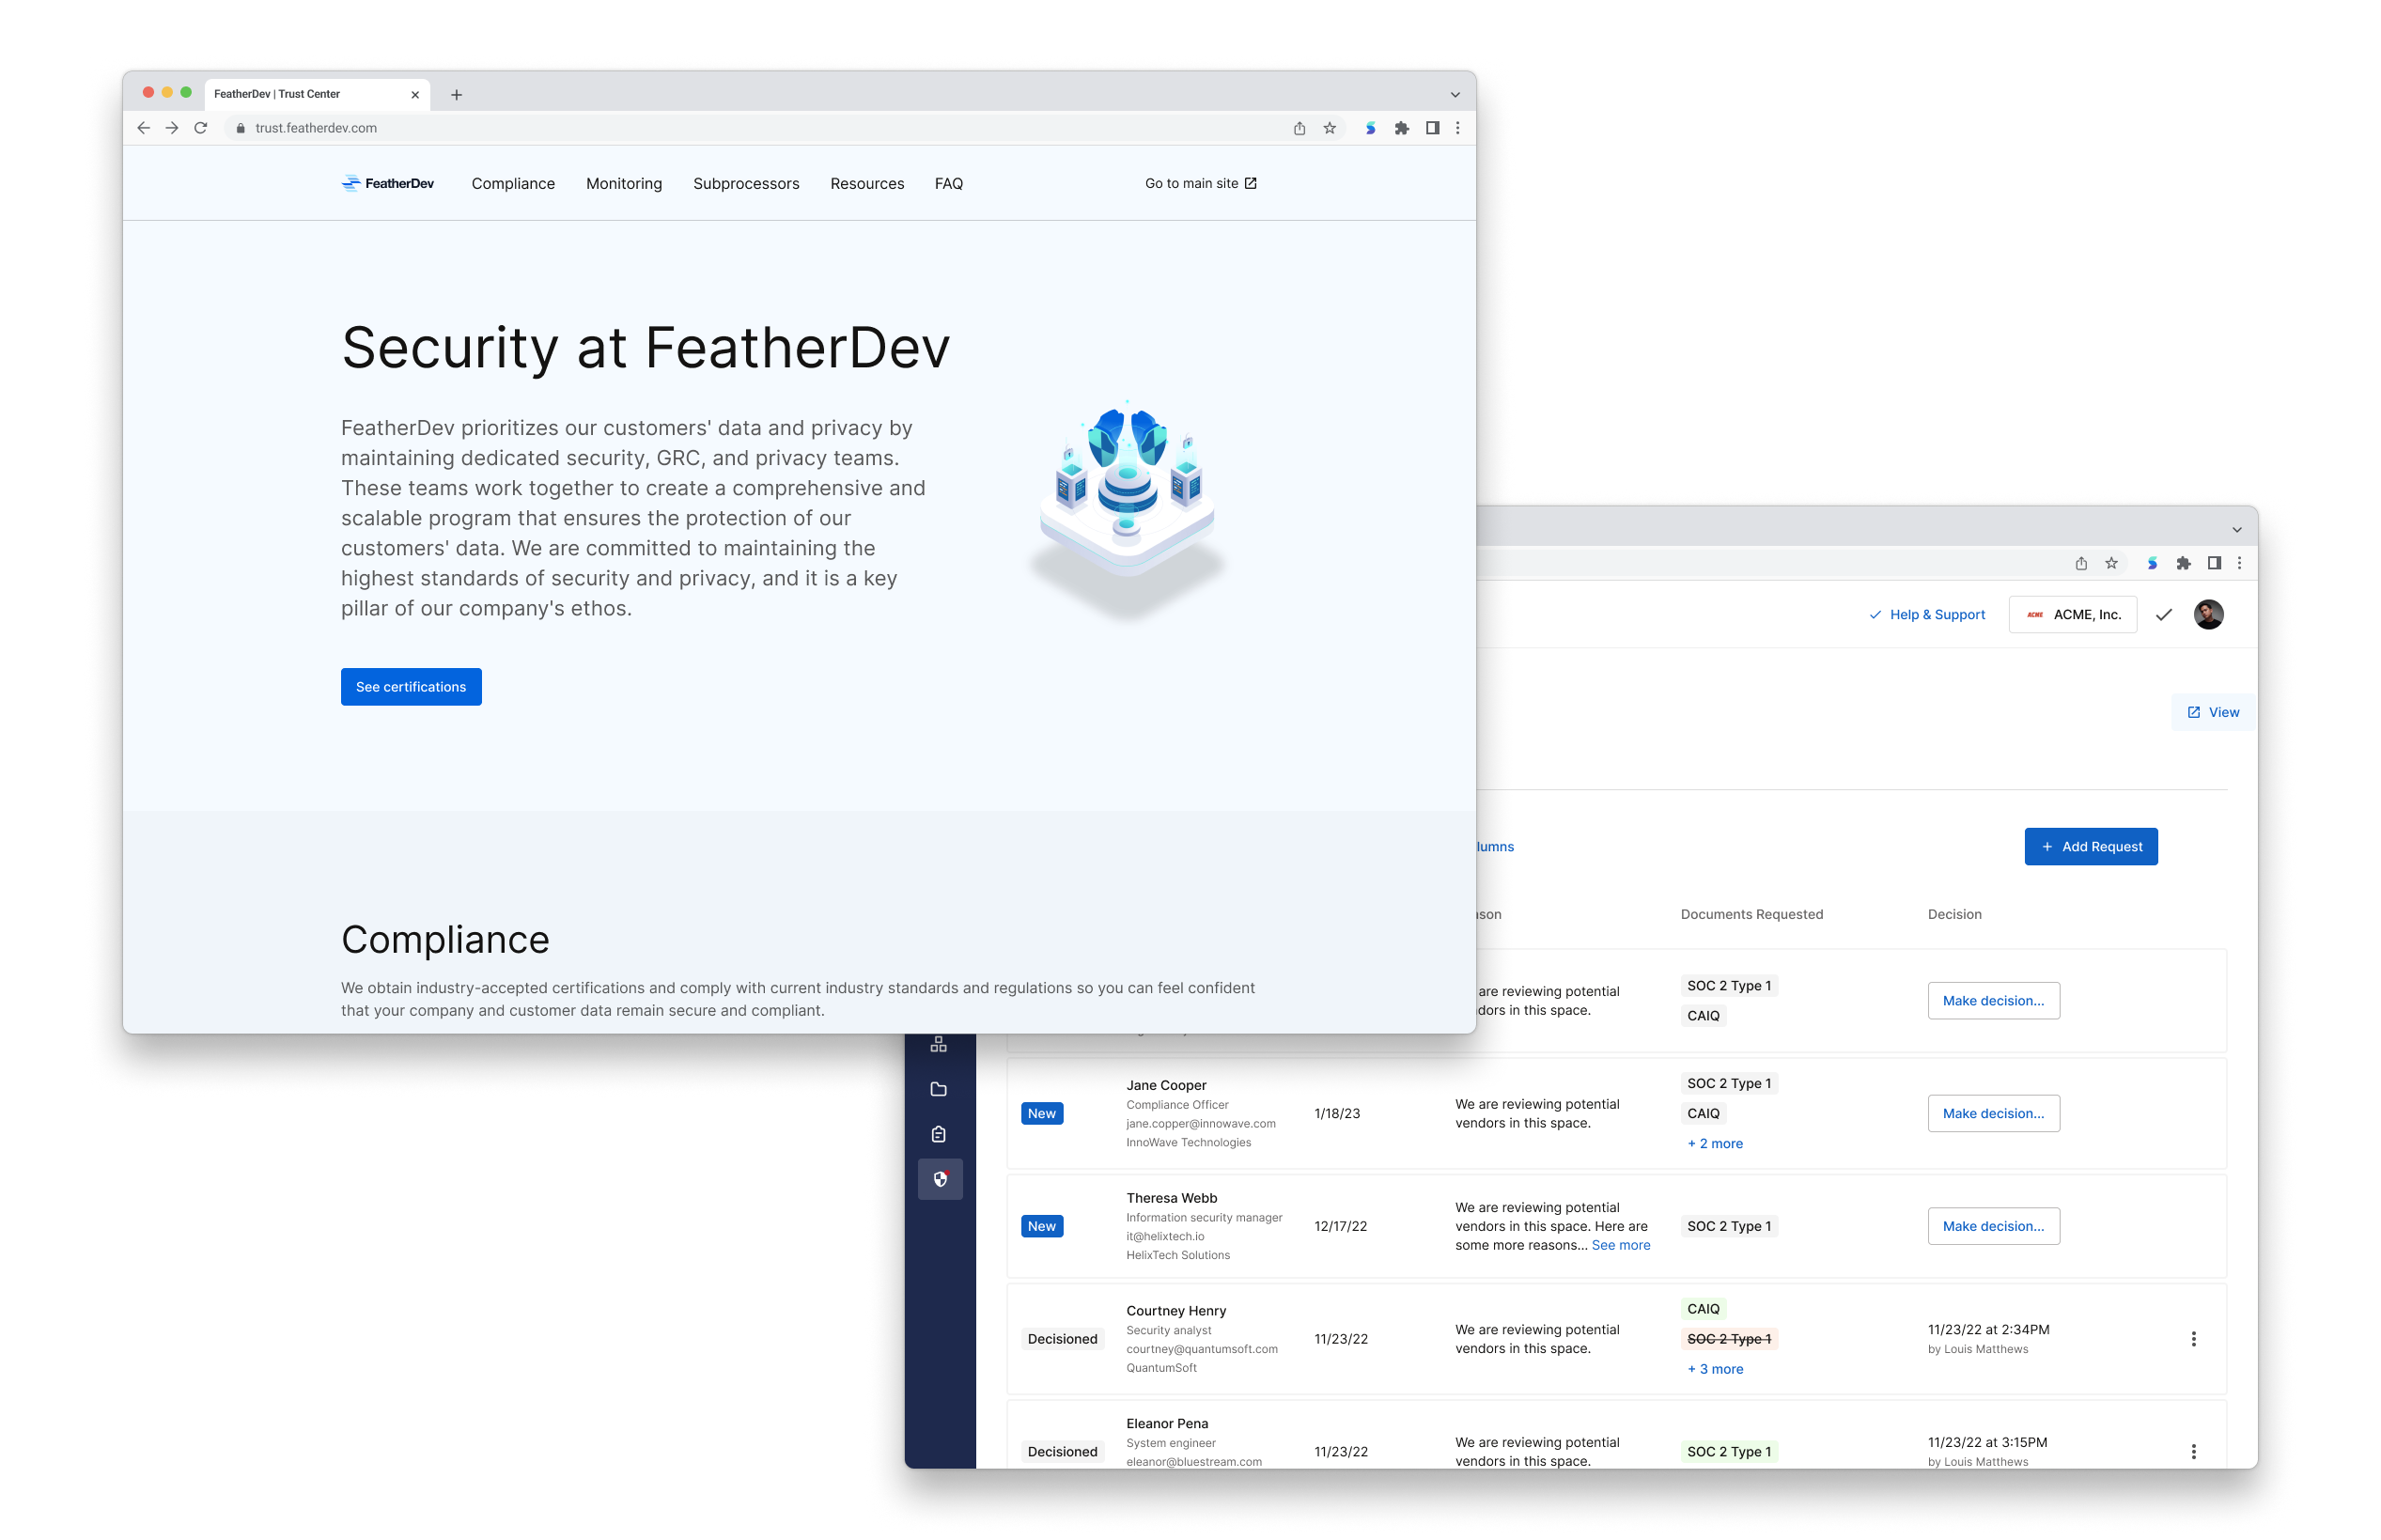 FeatherDev | Trust Center
trust.featherdev.com
FeatherDev Compliance Monitoring Subprocessors Resources FAQ Go to main site
Security at FeatherDev
FeatherDev prioritizes our customers' data and privacy by
maintaining dedicated security, GRC, and privacy teams.
These teams work together to create a comprehensive and
scalable program that ensures the protection of our
customers' data. We are committed to maintaining the
highest standards of security and privacy, and it is a key
pillar of our company's ethos.
See certifications
Compliance
We obtain industry-accepted certifications and comply with current industry standards and regulations so you can feel confident
that your company and customer data remain secure and compliant.
Help & Support ACME ACME, Inc.
View
lumns + Add Request
ason Documents Requested Decision
are reviewing potential
dors in this space.
SOC 2 Type 1
CAIQ
Make decision...
New
Jane Cooper
Compliance Officer
jane.copper@innowave.com
InnoWave Technologies
1/18/23
We are reviewing potential
vendors in this space.
SOC 2 Type 1
CAIQ
+ 2 more
Make decision...
New
Theresa Webb
Information security manager
it@helixtech.io
HelixTech Solutions
12/17/22
We are reviewing potential
vendors in this space. Here are
some more reasons... See more
SOC 2 Type 1
Make decision...
Decisioned
Courtney Henry
Security analyst
courtney@quantumsoft.com
QuantumSoft
11/23/22
We are reviewing potential
vendors in this space.
CAIQ
SOC 2 Type 1
+ 3 more
11/23/22 at 2:34PM
by Louis Matthews
Decisioned
Eleanor Pena
System engineer
eleanor@bluestream.com
11/23/22
We are reviewing potential
vendors in this space.
SOC 2 Type 1
11/23/22 at 3:15PM
by Louis Matthews